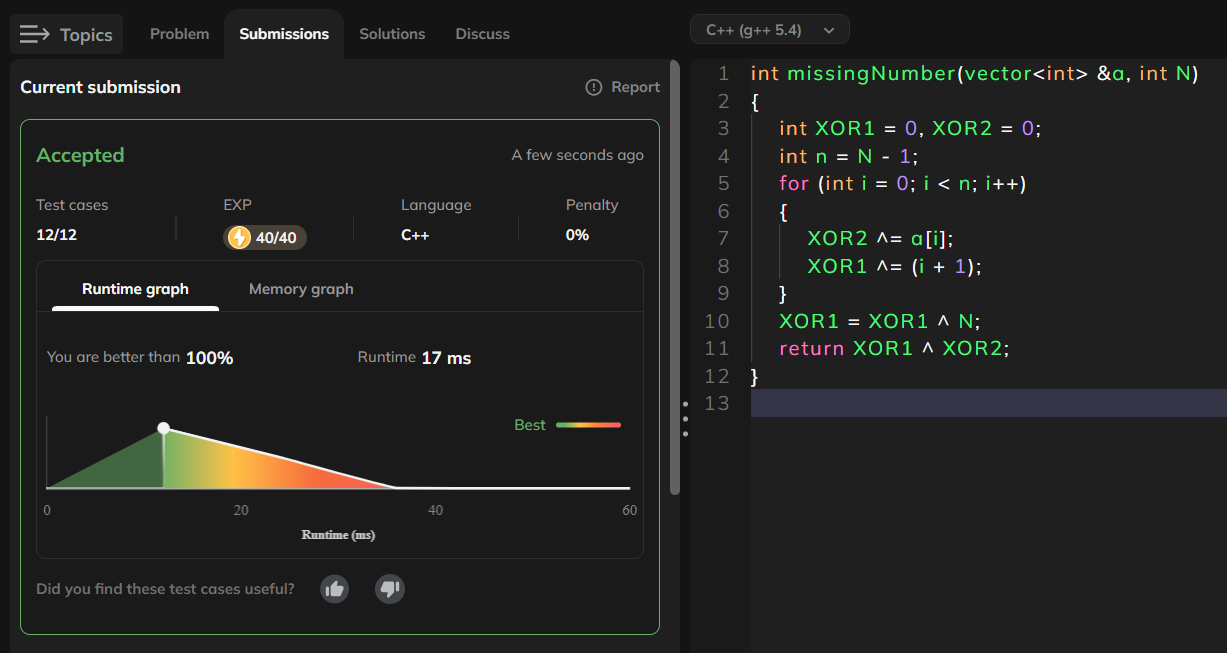 Topics
Problem
Submissions
Solutions
Discuss
Current submission
Report
Accepted
A few seconds ago
Test cases
EXP
Language
Penalty
12/12
40/40
C++
0%
Runtime graph
Memory graph
You are better than 100%
Runtime 17 ms
Best
0
20
40
60
Runtime (ms)
Did you find these test cases useful?
C++ (g++ 5.4)
1 int missingNumber(vector<int> &a, int N)
2 {
3     int XOR1 = 0, XOR2 = 0;
4     int n = N - 1;
5     for (int i = 0; i < n; i++)
6     {
7         XOR2 ^= a[i];
8         XOR1 ^= (i + 1);
9     }
10     XOR1 = XOR1 ^ N;
11     return XOR1 ^ XOR2;
12 }
13